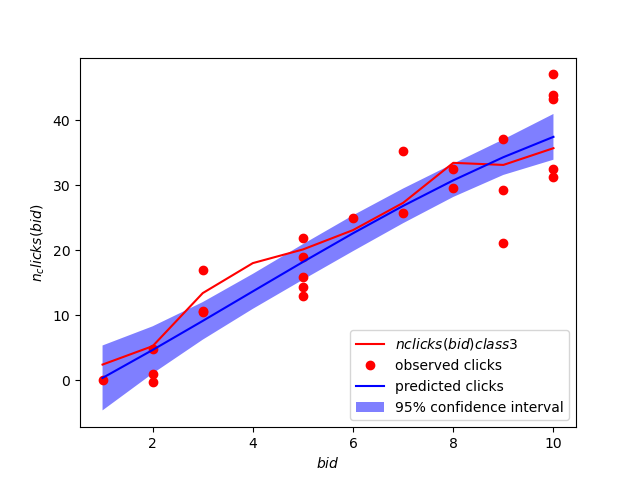 40
30
20
10
0
n_clicks(bid)
nclicks(bid)class3
observed clicks
predicted clicks
95% confidence interval
2 4 6 8 10
bid